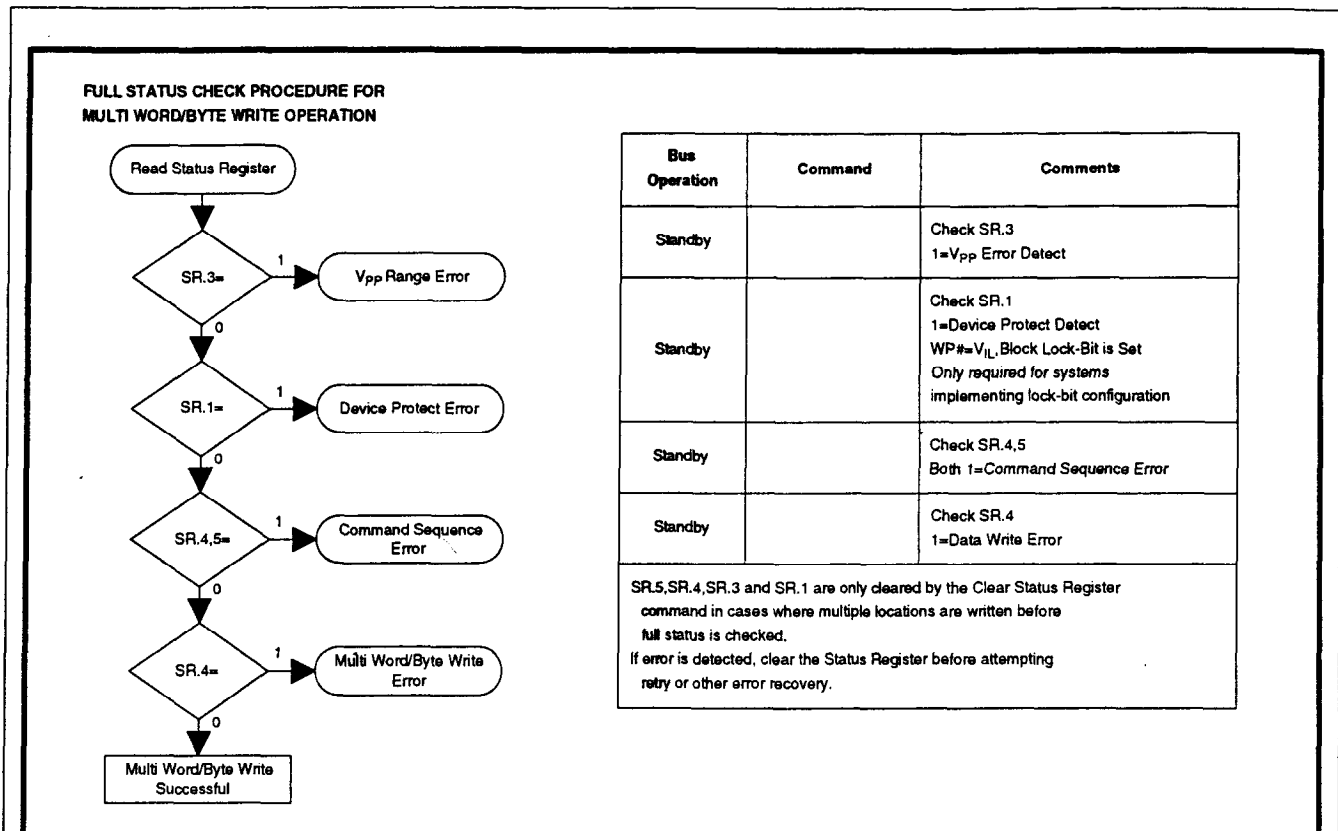 FULL STATUS CHECK PROCEDURE FOR
MULTI WORD/BYTE WRITE OPERATION
Read Status Register
SR.3=
1
VPP Range Error
0
SR.1=
1
Device Protect Error
0
SR.4,5=
1
Command Sequence
Error
0
SR.4=
1
Multi Word/Byte Write
Error
0
Multi Word/Byte Write
Successful
Bus
Operation
Command
Comments
Standby
Check SR.3
1=VPP Error Detect
Standby
Check SR.1
1=Device Protect Detect
WP#=VIL,Block Lock-Bit is Set
Only required for systems
implementing lock-bit configuration
Standby
Check SR.4,5
Both 1=Command Sequence Error
Standby
Check SR.4
1=Data Write Error
SR.5,SR.4,SR.3 and SR.1 are only cleared by the Clear Status Register
command in cases where multiple locations are written before
full status is checked.
If error is detected, clear the Status Register before attempting
retry or other error recovery.